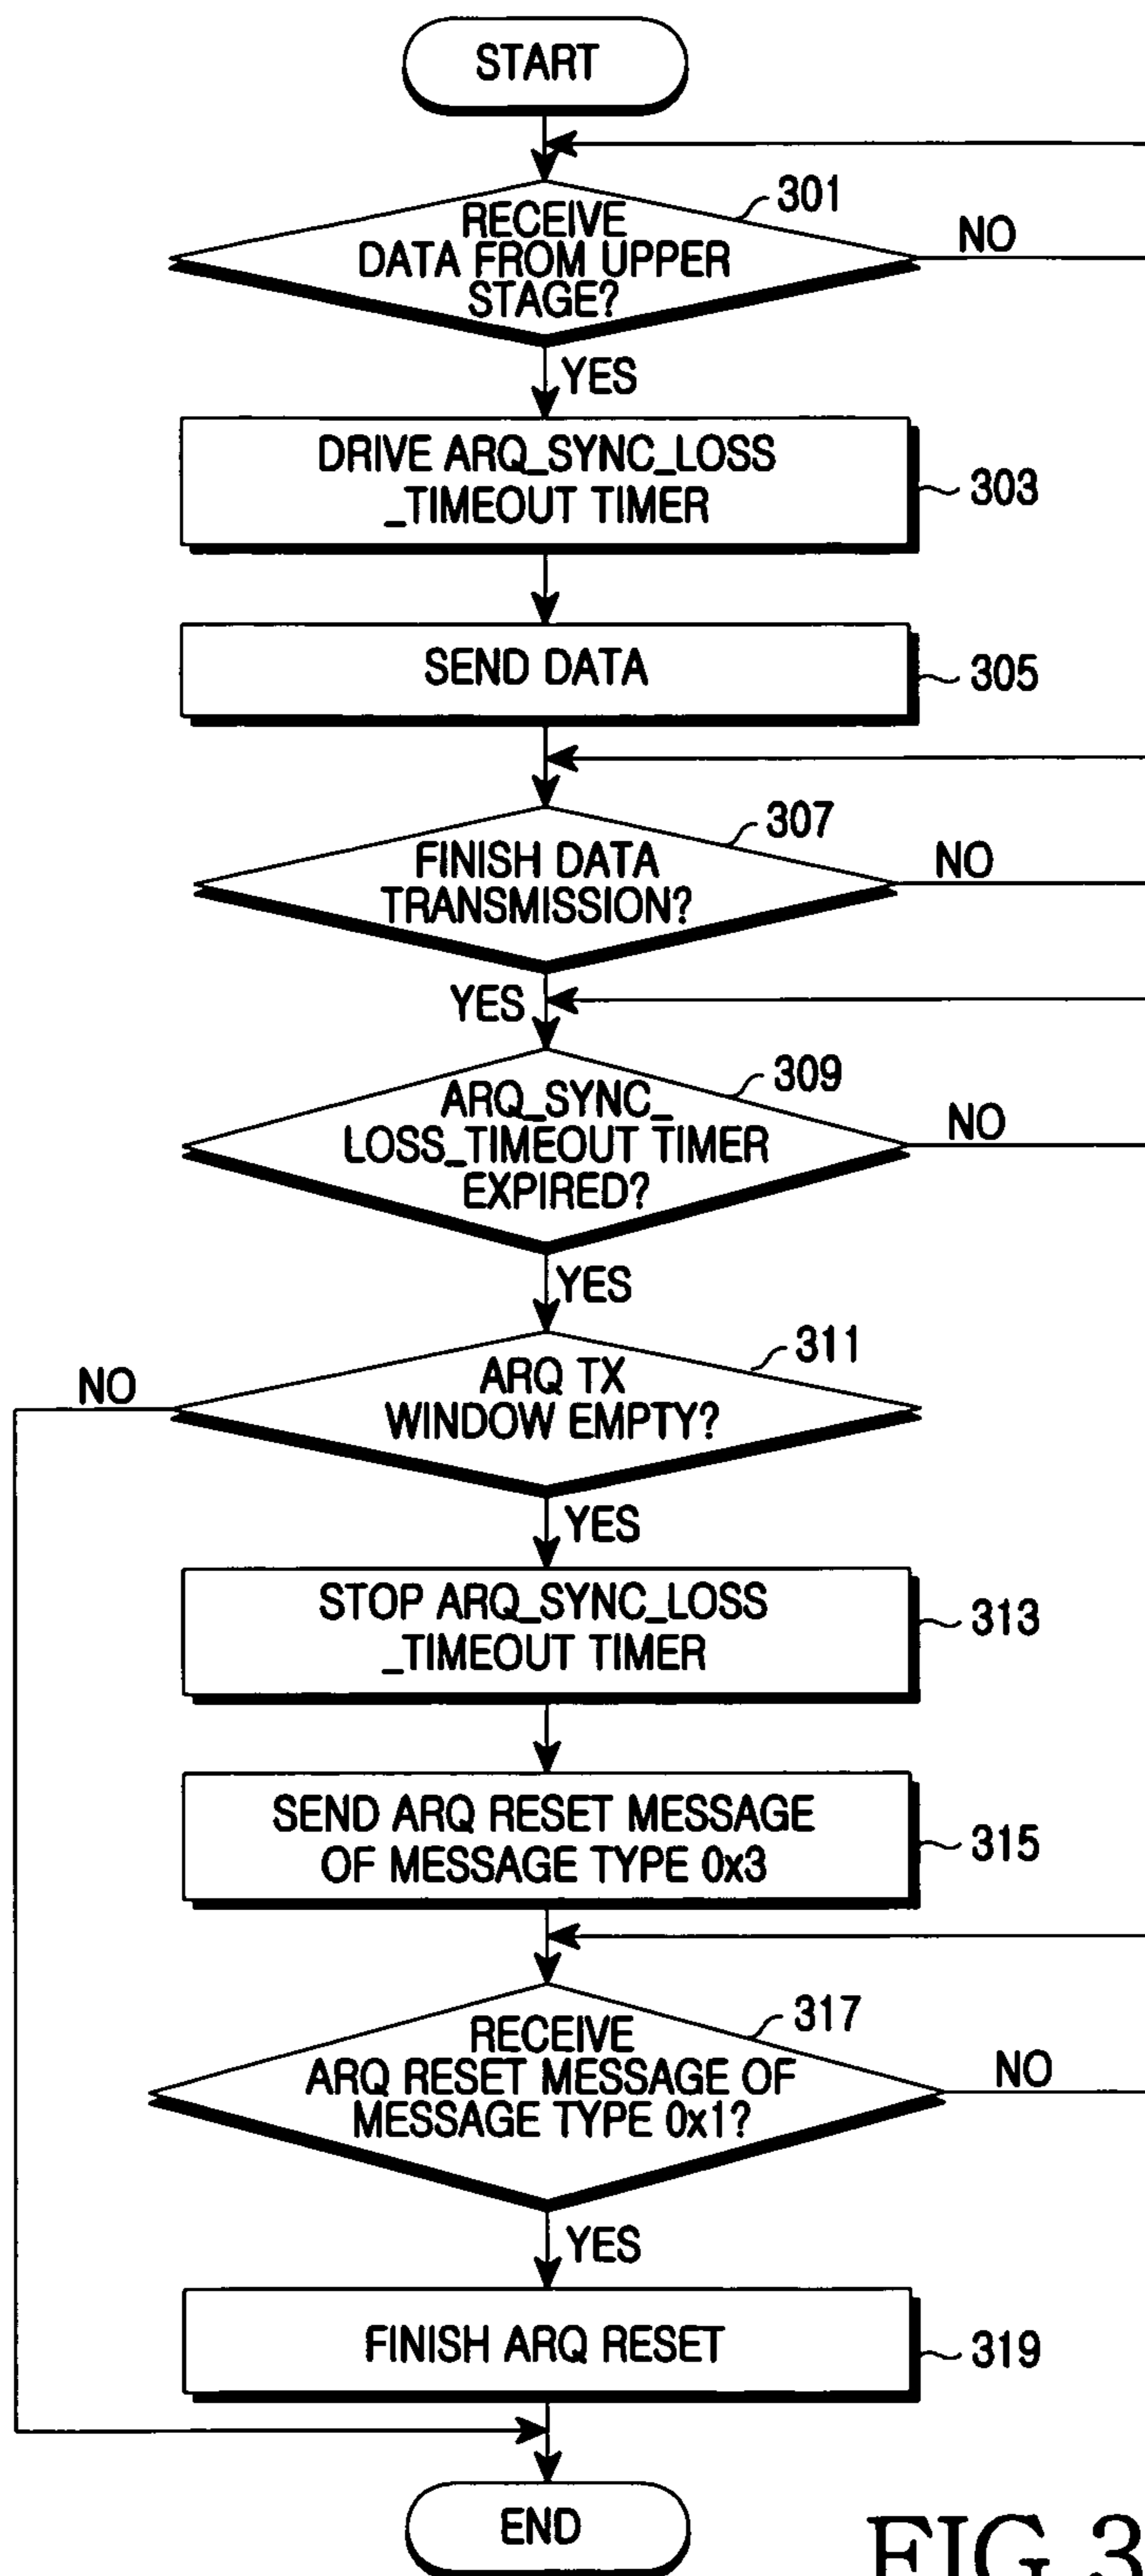 START
301
RECEIVE
DATA FROM UPPER
STAGE?
NO
YES
DRIVE ARQ_SYNC_LOSS
_TIMEOUT TIMER
303
SEND DATA
305
307
FINISH DATA
TRANSMISSION?
NO
YES
309
ARQ_SYNC_
LOSS_TIMEOUT TIMER
EXPIRED?
NO
YES
311
ARQ TX
WINDOW EMPTY?
NO
YES
STOP ARQ_SYNC_LOSS
_TIMEOUT TIMER
313
SEND ARQ RESET MESSAGE
OF MESSAGE TYPE 0x3
315
317
RECEIVE
ARQ RESET MESSAGE OF
MESSAGE TYPE 0x1?
NO
YES
FINISH ARQ RESET
319
END
FIG.3